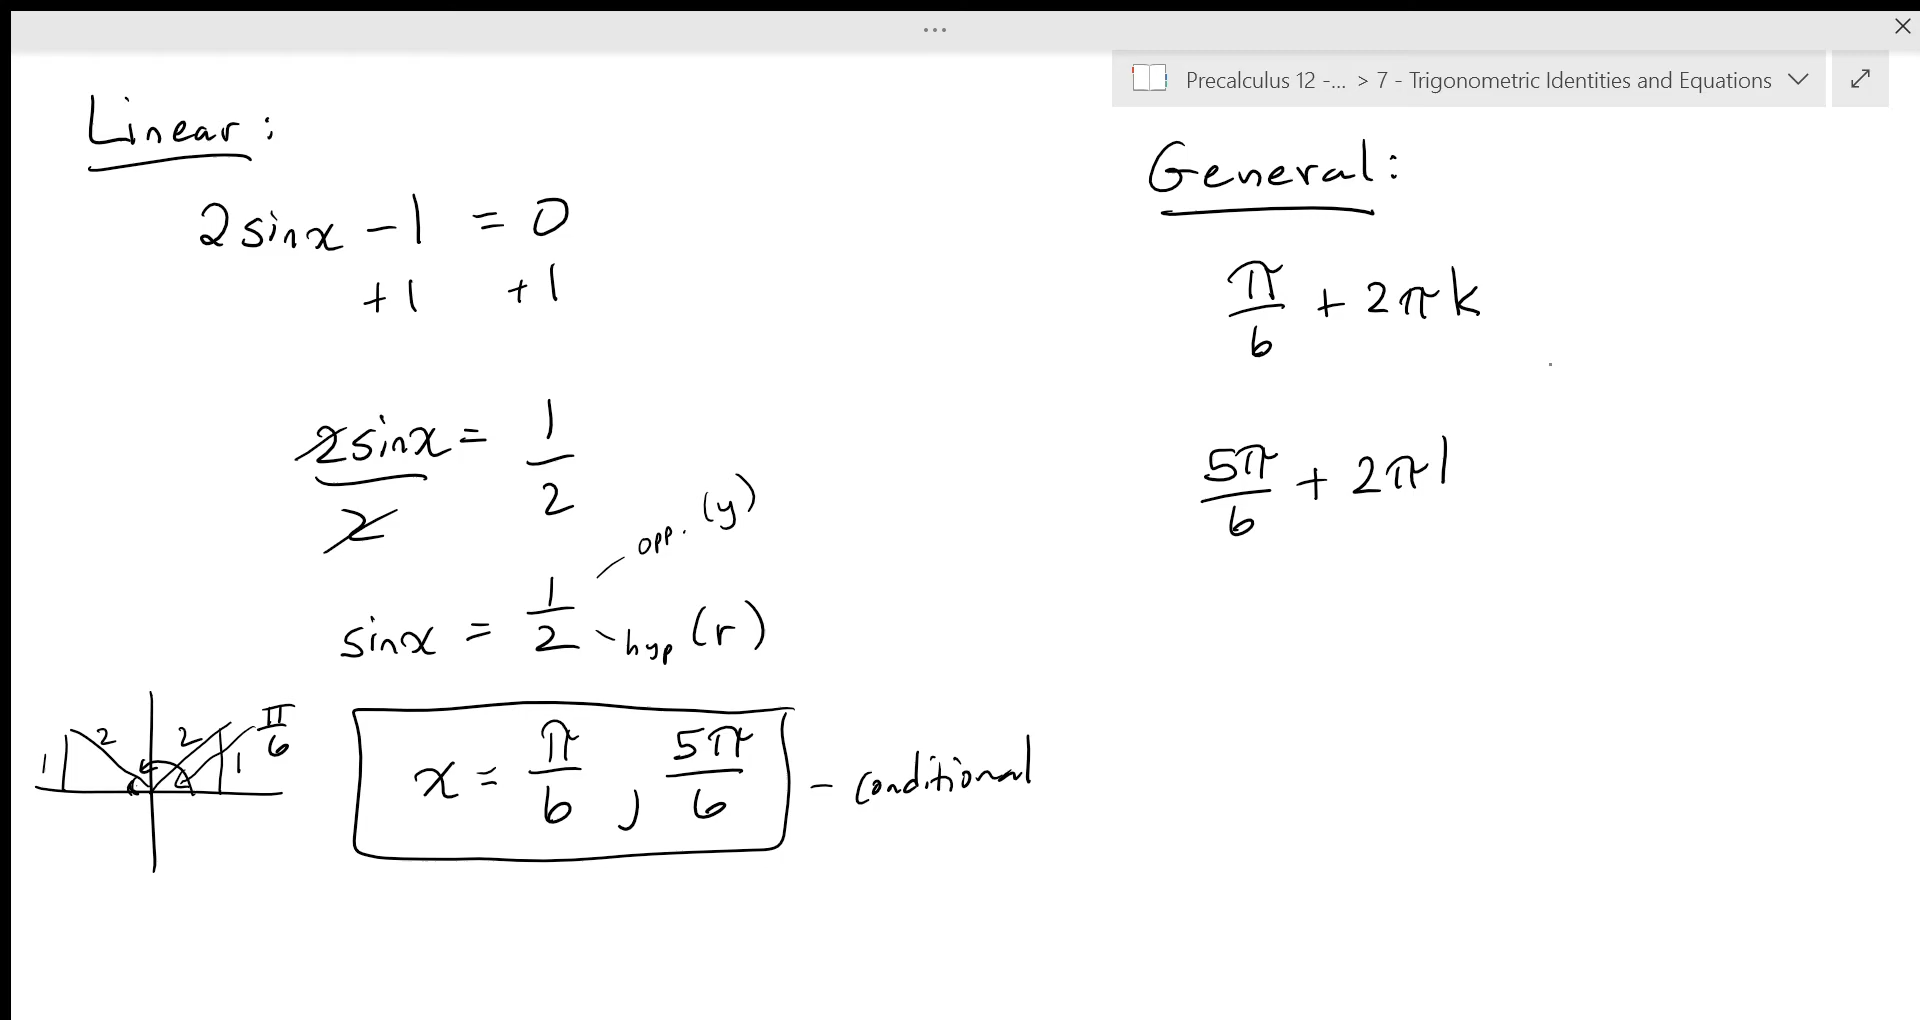 Precalculus 12 -... > 7 - Trigonometric Identities and Equations
Linear:
2sinx - 1 = 0
+1 +1
2sinx/2 = 1/2
sinx = 1/2
opp. (y)
hyp (r)
2 2 π/6
1 1
x = π/6, 5π/6 - conditional
General:
π/6 + 2πk
5π/6 + 2πl